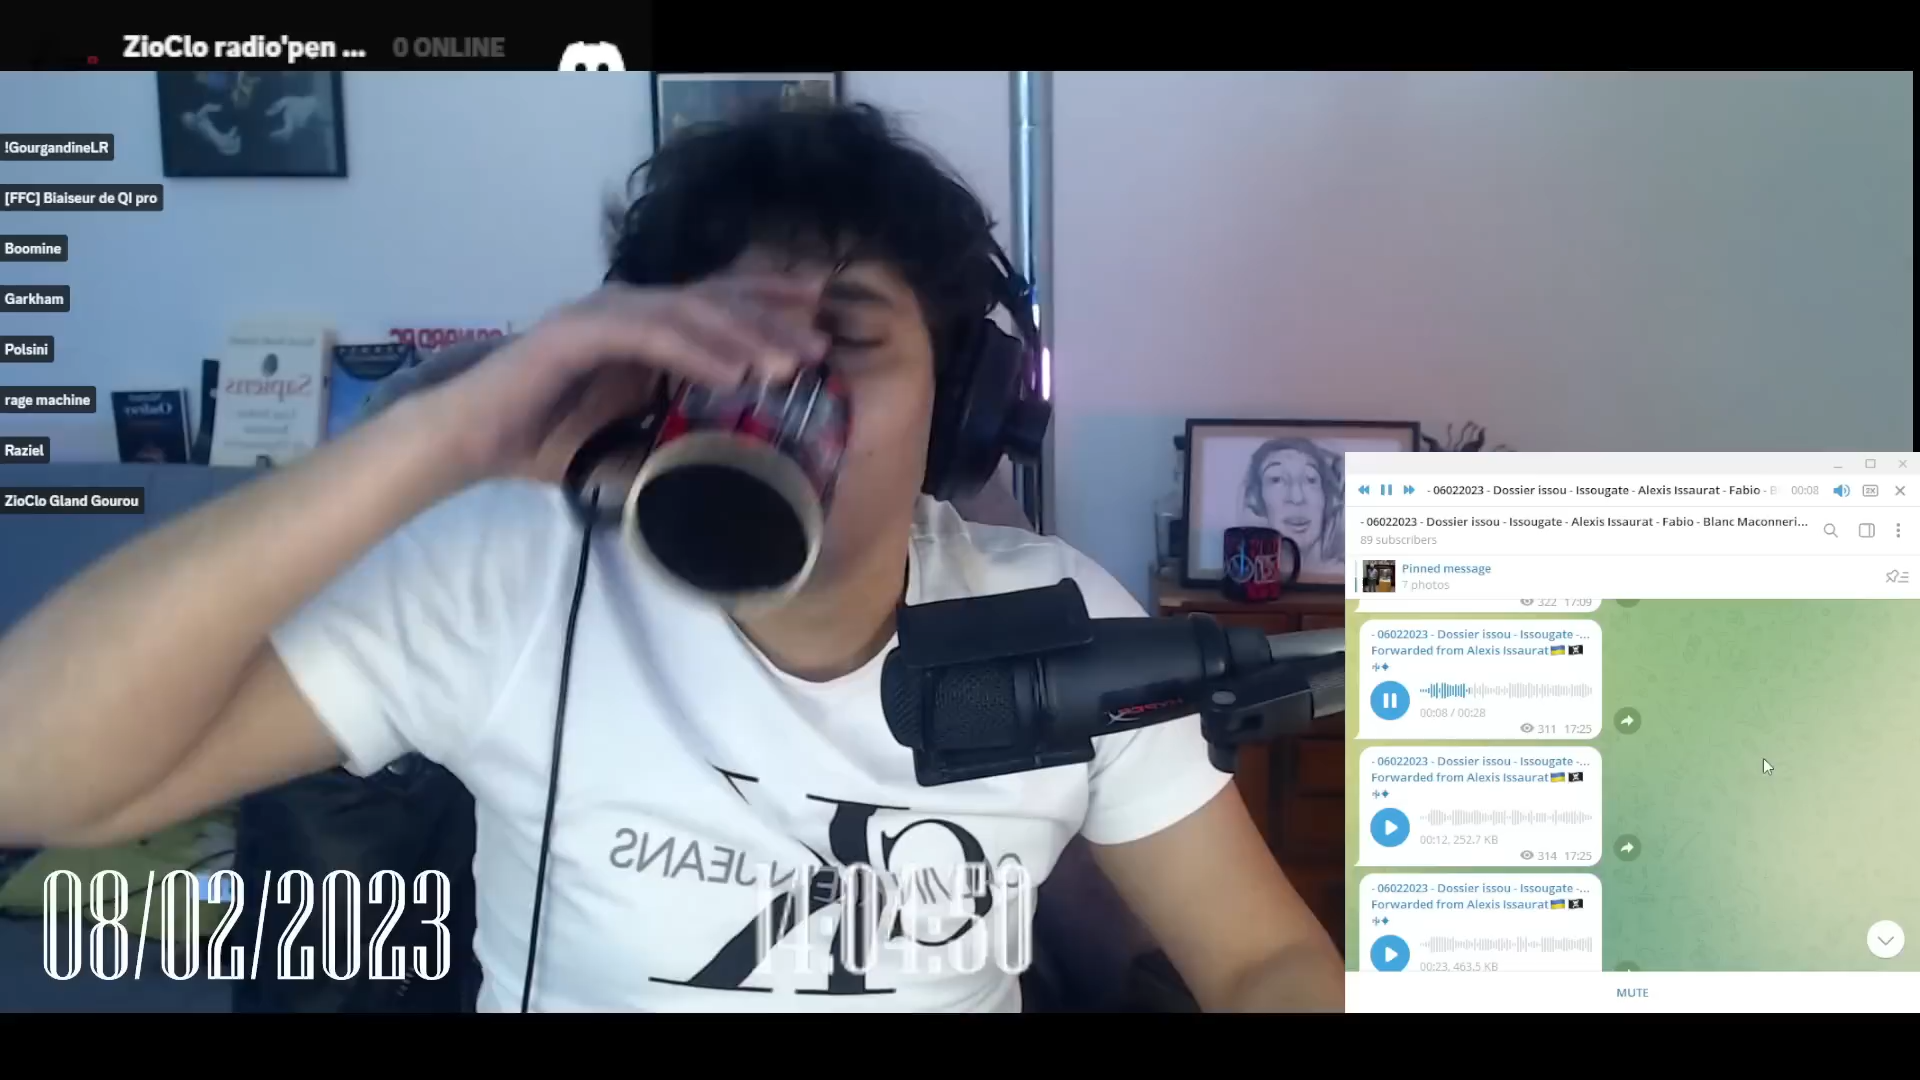 ZioClo radio'pen ...
0 ONLINE
!GourgandineLR
[FFC] Biaiseur de QI pro
Boomine
Garkham
Polsini
rage machine
Raziel
ZioClo Gland Gourou
Sapiens
08/02/2023
14:04:50
JEANS
HYPERX
- 06022023 - Dossier issou - Issougate - Alexis Issaurat - Fabio - B
00:08
2X
- 06022023 - Dossier issou - Issougate - Alexis Issaurat - Fabio - Blanc Maconneri...
89 subscribers
Pinned message
7 photos
322 17:09
- 06022023 - Dossier issou - Issougate -...
Forwarded from Alexis Issaurat
00:08 / 00:28
311 17:25
- 06022023 - Dossier issou - Issougate -...
Forwarded from Alexis Issaurat
00:12, 252.7 KB
314 17:25
- 06022023 - Dossier issou - Issougate -...
Forwarded from Alexis Issaurat
00:23, 463.5 KB
MUTE